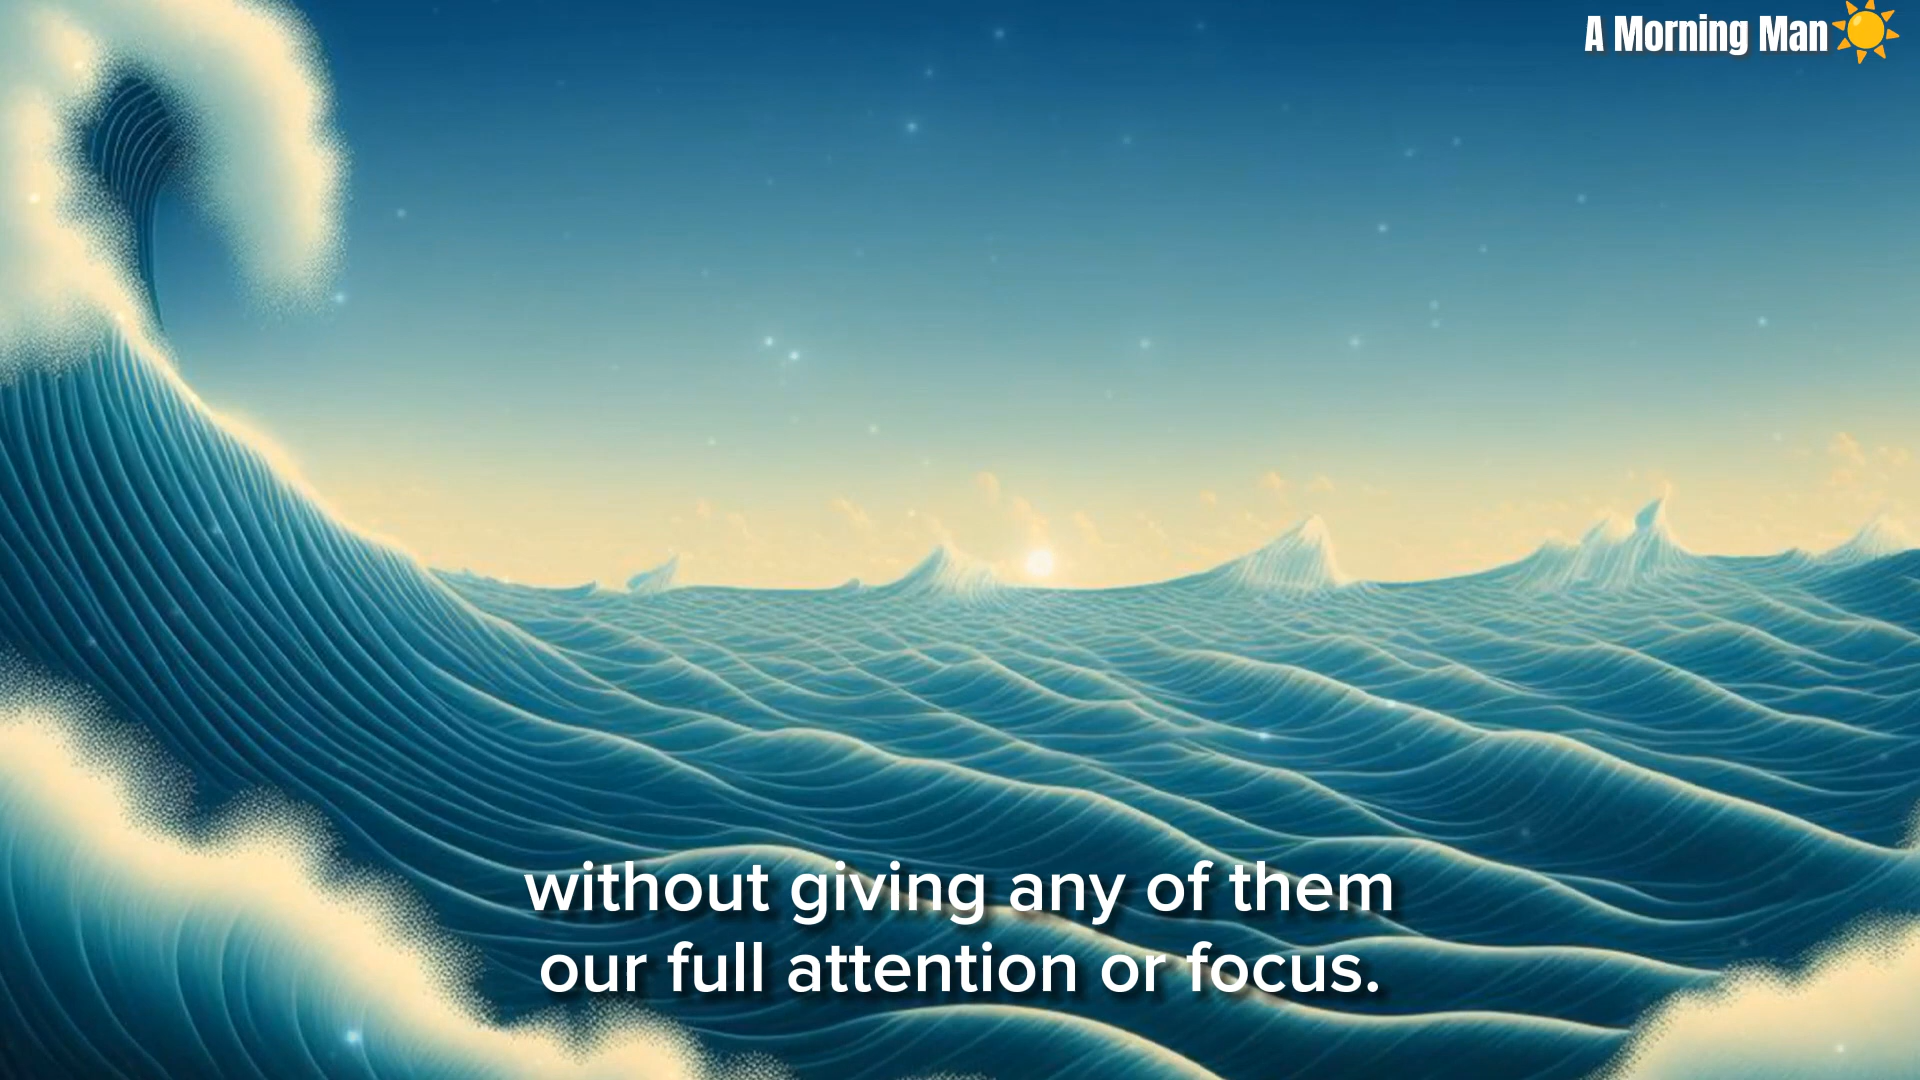 A Morning Man
without giving any of them
our full attention or focus.